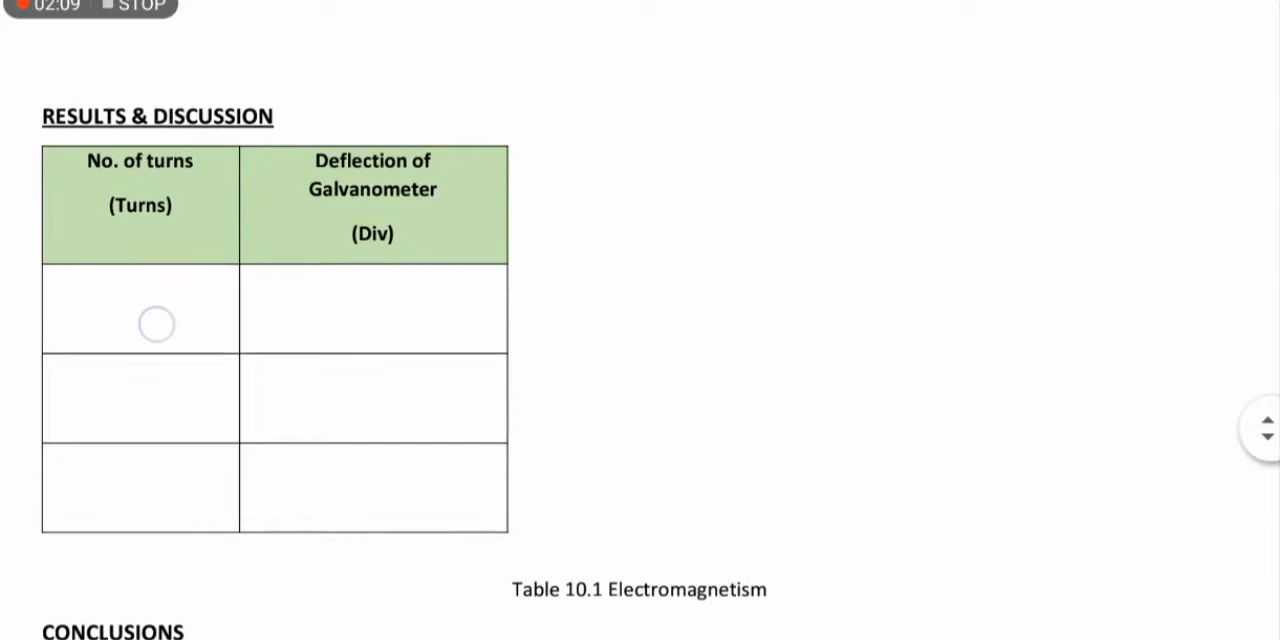 02:09 STOP
RESULTS & DISCUSSION
No. of turns
(Turns)
Deflection of
Galvanometer
(Div)
Table 10.1 Electromagnetism
CONCLUSIONS